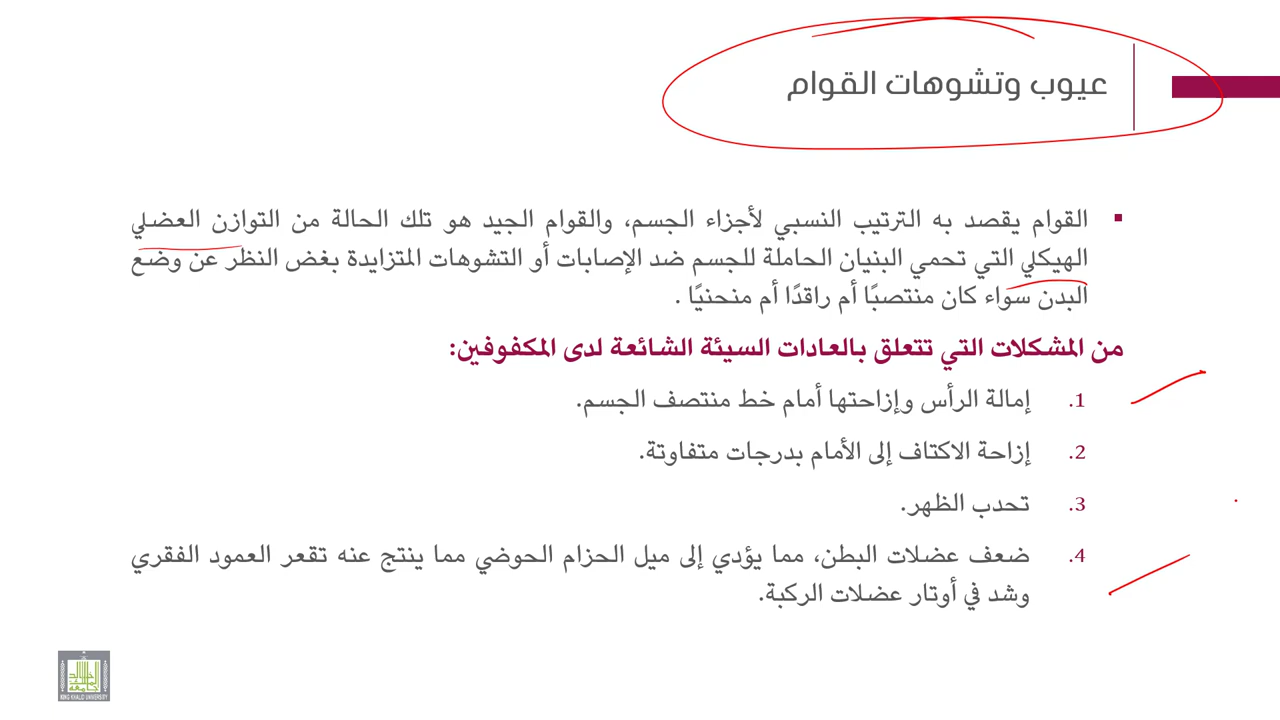 عيوب وتشوهات القوام
▪ القوام يقصد به الترتيب النسبي لأجزاء الجسم، والقوام الجيد هو تلك الحالة من التوازن العضلي
الهيكلي التي تحمي البنيان الحاملة للجسم ضد الإصابات أو التشوهات المتزايدة بغض النظر عن وضع
البدن سواء كان منتصبًا أم راقدًا أم منحنيًا .
من المشكلات التي تتعلق بالعادات السيئة الشائعة لدى المكفوفين:
1. إمالة الرأس وإزاحتها أمام خط منتصف الجسم.
2. إزاحة الاكتاف إلى الأمام بدرجات متفاوتة.
3. تحدب الظهر.
4. ضعف عضلات البطن، مما يؤدي إلى ميل الحزام الحوضي مما ينتج عنه تقعر العمود الفقري
وشد في أوتار عضلات الركبة.
KING KHALID UNIVERSITY